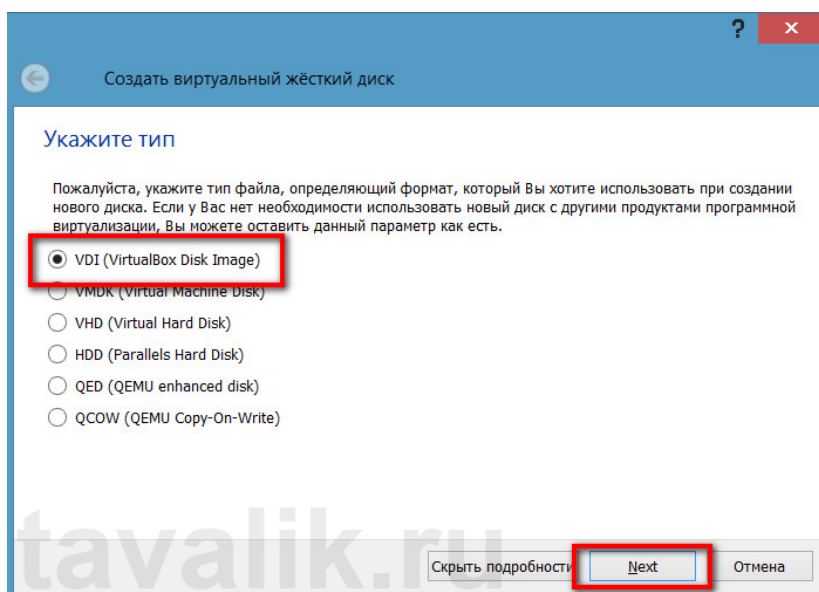 ?
Создать виртуальный жёсткий диск
Укажите тип
Пожалуйста, укажите тип файла, определяющий формат, который Вы хотите использовать при создании
нового диска. Если у Вас нет необходимости использовать новый диск с другими продуктами программной
виртуализации, Вы можете оставить данный параметр как есть.
VDI (VirtualBox Disk Image)
VMDK (Virtual Machine Disk)
VHD (Virtual Hard Disk)
HDD (Parallels Hard Disk)
QED (QEMU enhanced disk)
QCOW (QEMU Copy-On-Write)
tavalik.ru
Скрыть подробности Next Отмена